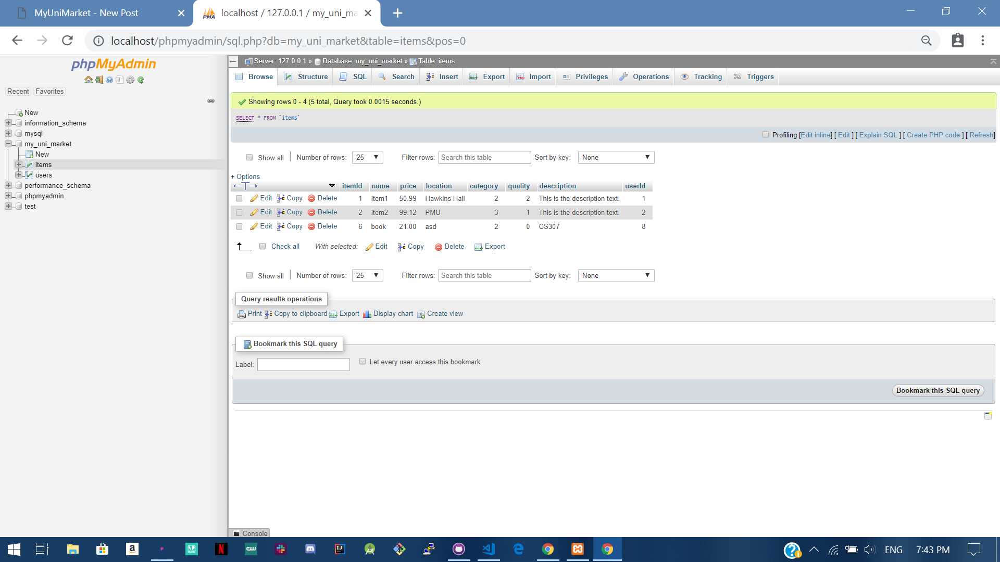 MyUniMarket - New Post
localhost / 127.0.0.1 / my_uni_ma
localhost/phpmyadmin/sql.php?db=my_uni_market&table=items&pos=0
phpMyAdmin
Recent Favorites
New
information_schema
mysql
my_uni_market
New
items
users
performance_schema
phpmyadmin
test
Server: 127.0.0.1 » Database: my_uni_market » Table: items
Browse Structure SQL Search Insert Export Import Privileges Operations Tracking Triggers
Showing rows 0 - 4 (5 total, Query took 0.0015 seconds.)
SELECT * FROM `items`
Profiling [Edit inline] [ Edit ] [ Explain SQL ] [ Create PHP code ] [ Refresh]
Show all Number of rows: 25 Filter rows: Search this table Sort by key: None
+ Options
itemId name price location category quality description userId
Edit Copy Delete 1 Item1 50.99 Hawkins Hall 2 2 This is the description text. 1
Edit Copy Delete 2 Item2 99.12 PMU 3 1 This is the description text. 2
Edit Copy Delete 6 book 21.00 asd 2 0 CS307 8
Check all With selected: Edit Copy Delete Export
Show all Number of rows: 25 Filter rows: Search this table Sort by key: None
Query results operations
Print Copy to clipboard Export Display chart Create view
Bookmark this SQL query
Label: Let every user access this bookmark
Bookmark this SQL query
Console
ENG 7:43 PM